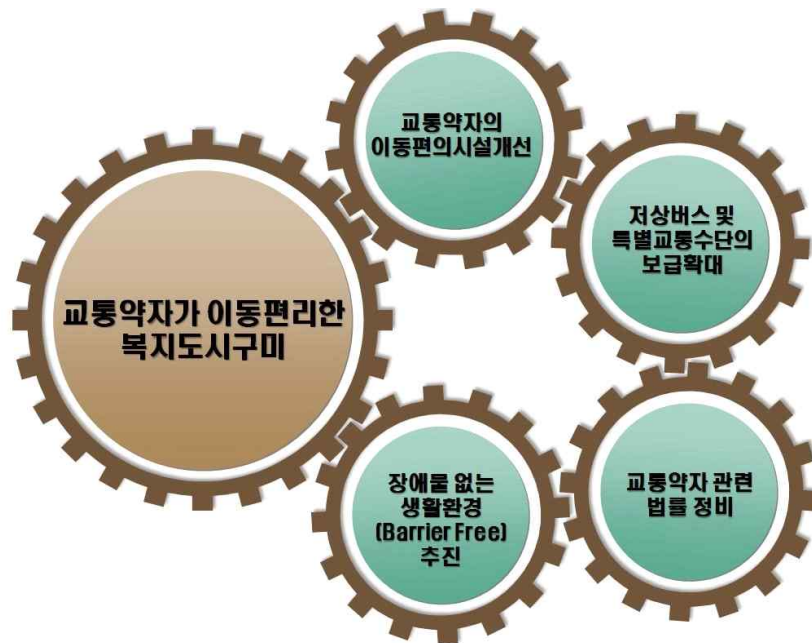 교통약자의
이동편의시설개선
저상버스 및
특별교통수단의
보급확대
교통약자가 이동편리한
복지도시구미
장애물 없는
생활환경
(Barrier Free)
추진
교통약자 관련
법률 정비